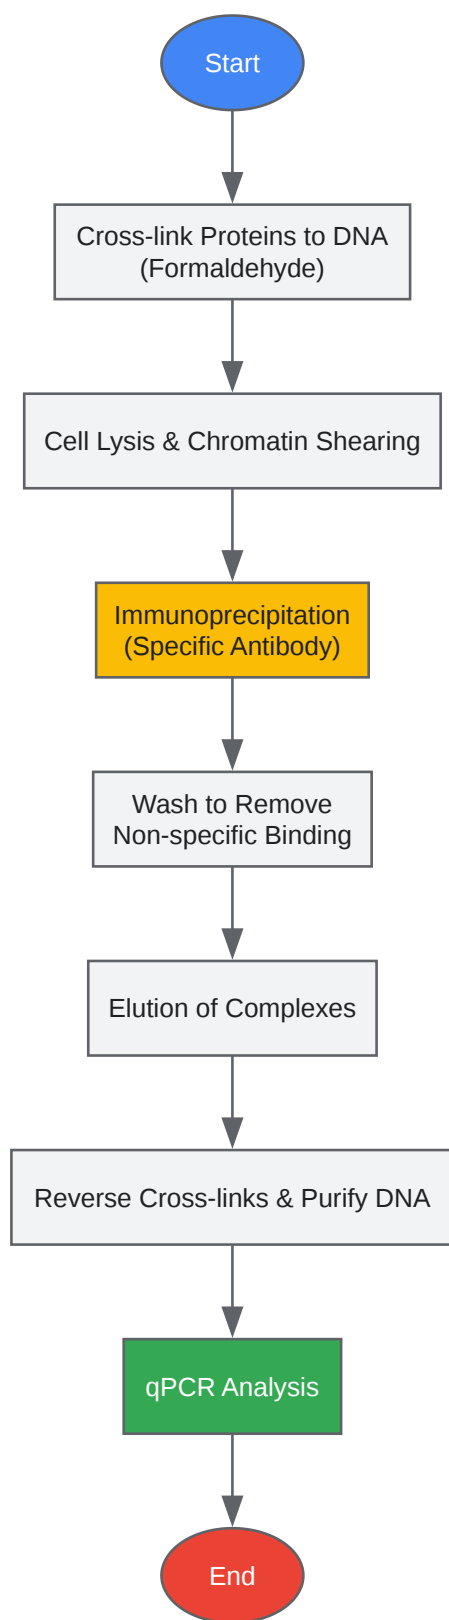 Start
Cross-link Proteins to DNA
(Formaldehyde)
Cell Lysis & Chromatin Shearing
Immunoprecipitation
(Specific Antibody)
Wash to Remove
Non-specific Binding
Elution of Complexes
Reverse Cross-links & Purify DNA
qPCR Analysis
End